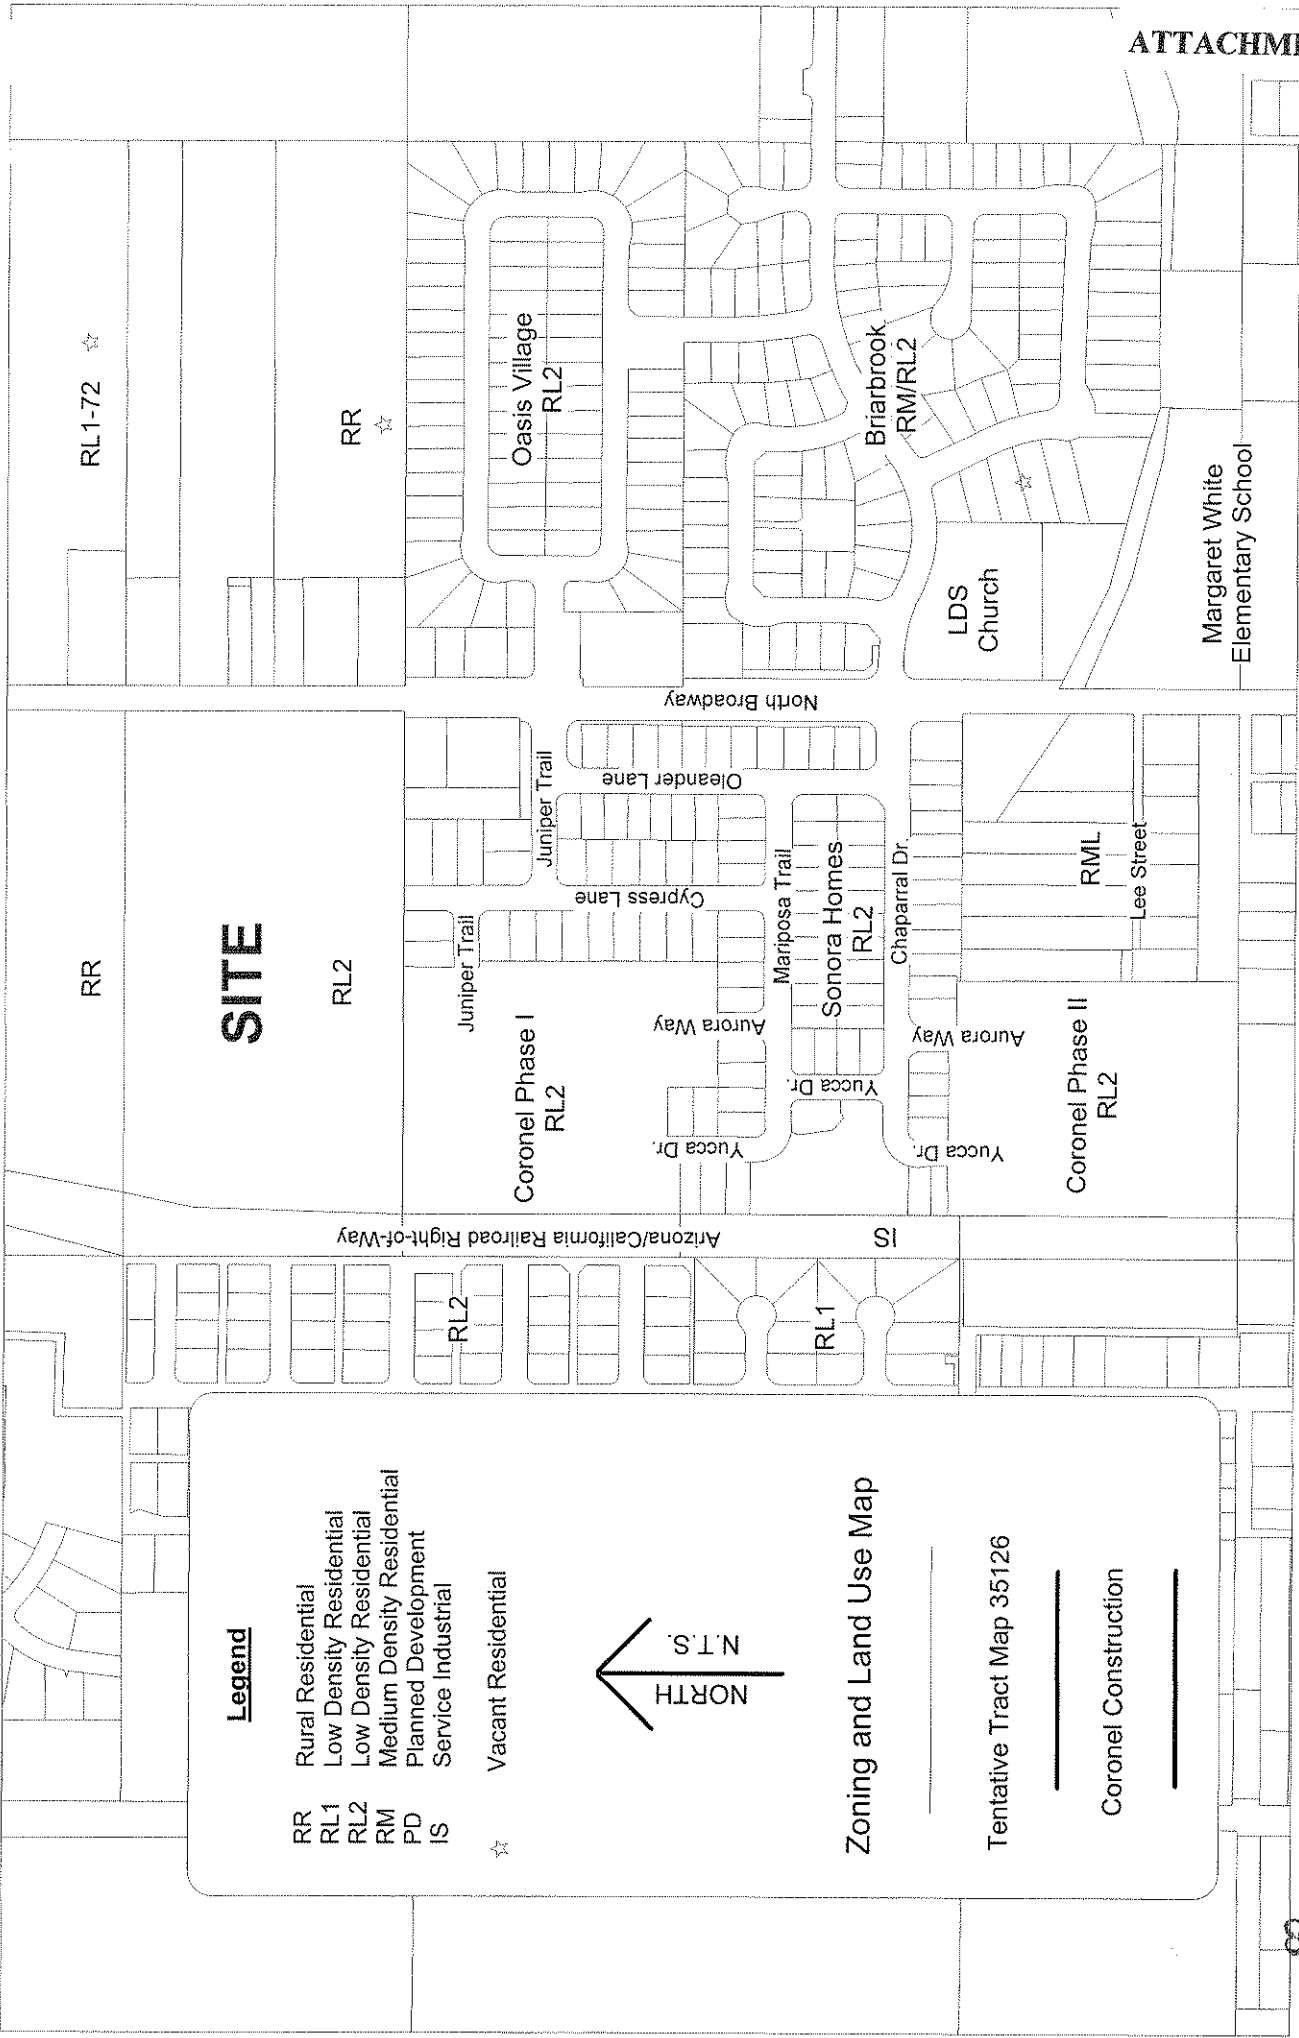 ATTACHME
RL1-72
RR
Oasis Village
RL2
Briarbrook
RM/RL2
LDS
Church
Margaret White
Elementary School
North Broadway
RR
SITE
RL2
Juniper Trail
Oleander Lane
Juniper Trail
Cypress Lane
Mariposa Trail
Sonora Homes
RL2
Chaparral Dr.
RML
Lee Street
Coronel Phase I
RL2
Aurora Way
Aurora Way
Yucca Dr.
Yucca Dr.
Yucca Dr.
Coronel Phase II
RL2
Arizona/California Railroad Right-of-Way
IS
RL2
RL1
Legend
RR Rural Residential
RL1 Low Density Residential
RL2 Low Density Residential
RM Medium Density Residential
PD Planned Development
IS Service Industrial
☆ Vacant Residential
NORTH N.T.S.
Zoning and Land Use Map
Tentative Tract Map 35126
Coronel Construction